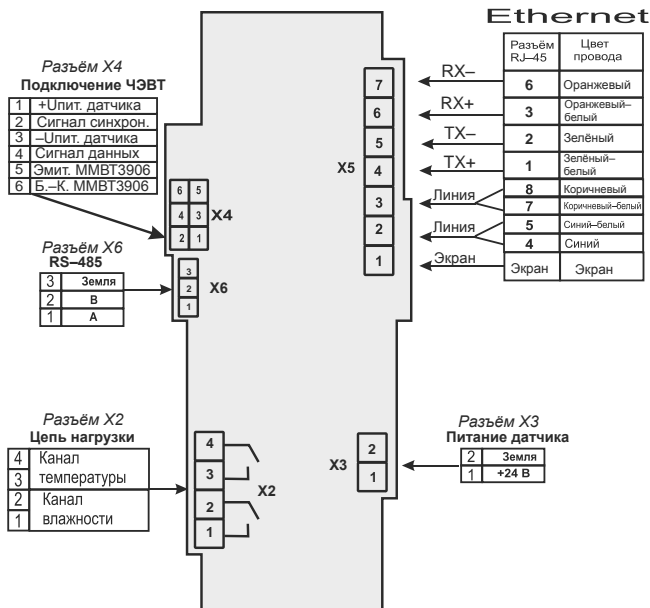 Ethernet
Разъём X4
Подключение ЧЭВТ
1 +Uпит. датчика
2 Сигнал синхрон.
3 –Uпит. датчика
4 Сигнал данных
5 Эмит. MMBT3906
6 Б.–К. MMBT3906
6 5
4 3
2 1
X4
Разъём X6
RS–485
3 Земля
2 B
1 A
3
2
1
X6
Разъём RJ–45
Цвет провода
7 RX– 6 Оранжевый
6 RX+ 3 Оранжевый–белый
5 TX– 2 Зелёный
X5
4 TX+ 1 Зелёный–белый
3 Линия 8 Коричневый
7 Коричневый–белый
2 Линия 5 Синий–белый
4 Синий
1 Экран Экран Экран
Разъём X2
Цепь нагрузки
4 Канал
3 температуры
2 Канал
1 влажности
4
3
2
1
X2
Разъём X3
Питание датчика
2 Земля
1 +24 В
X3
2
1